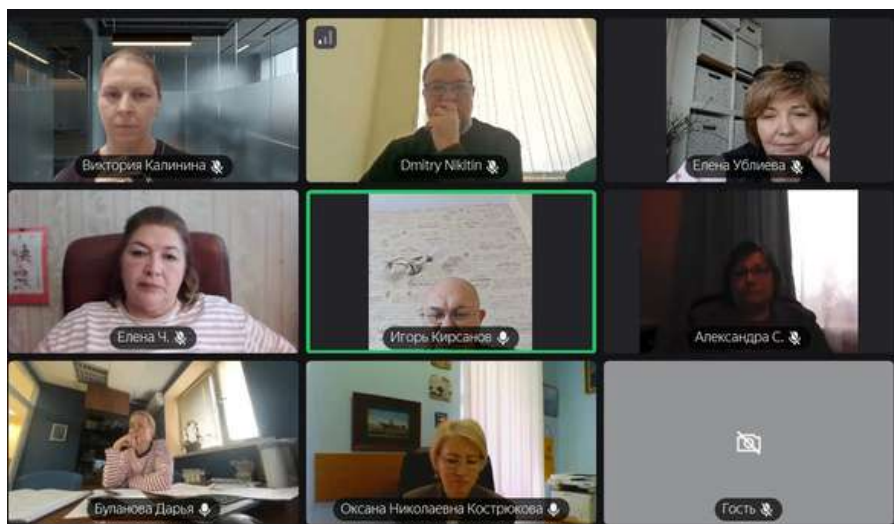 Виктория Калинина
Dmitry Nikitin
Елена Ублиева
Елена Ч.
Игорь Кирсанов
Александра С.
Буланова Дарья
Оксана Николаевна Кострюкова
Гость